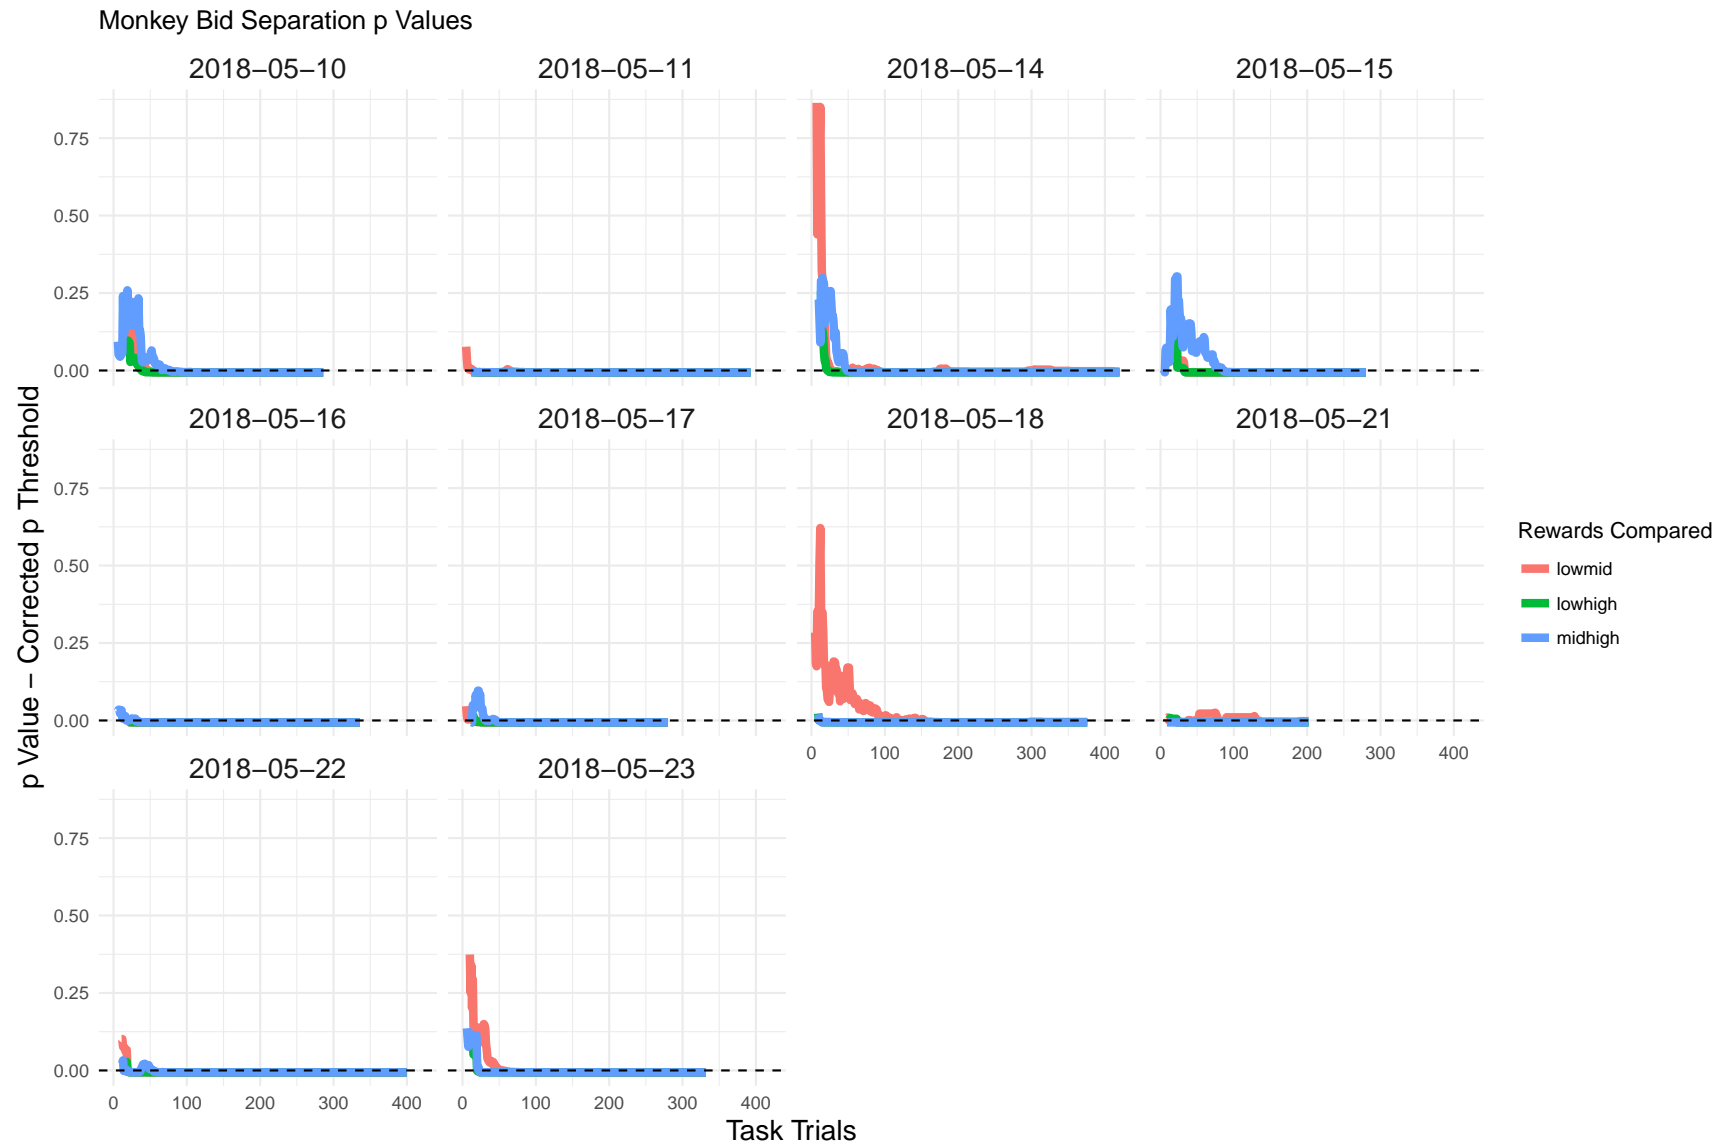 Monkey Bid Separation p Values
2018−05−10 2018−05−11 2018−05−14 2018−05−15
0.75
0.50
0.25
0.00
2018−05−16 2018−05−17 2018−05−18 2018−05−21
0.75
0.50
0.25
0.00
0 100 200 300 400 0 100 200 300 400
2018−05−22 2018−05−23
0.75
0.50
0.25
0.00
0 100 200 300 400 0 100 200 300 400
Task Trials
p Value − Corrected p Threshold
Rewards Compared
lowmid
lowhigh
midhigh